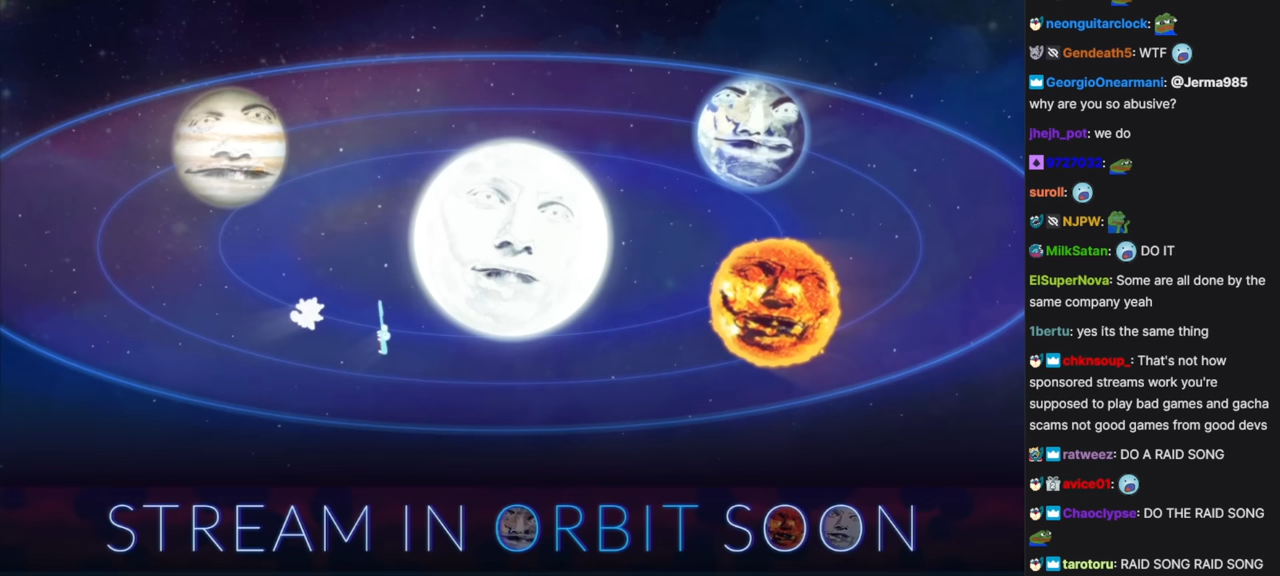 neonguitarclock:
Gendeath5: WTF
GeorgioOnearmani: @Jerma985
why are you so abusive?
jhejh_pot: we do
9727032:
suroll:
NJPW:
MilkSatan: DO IT
ElSuperNova: Some are all done by the
same company yeah
1bertu: yes its the same thing
chknsoup_: That's not how
sponsored streams work you're
supposed to play bad games and gacha
scams not good games from good devs
ratweez: DO A RAID SONG
avice01:
Chaoclypse: DO THE RAID SONG
tarotoru: RAID SONG RAID SONG
STREAM IN ORBIT SOON